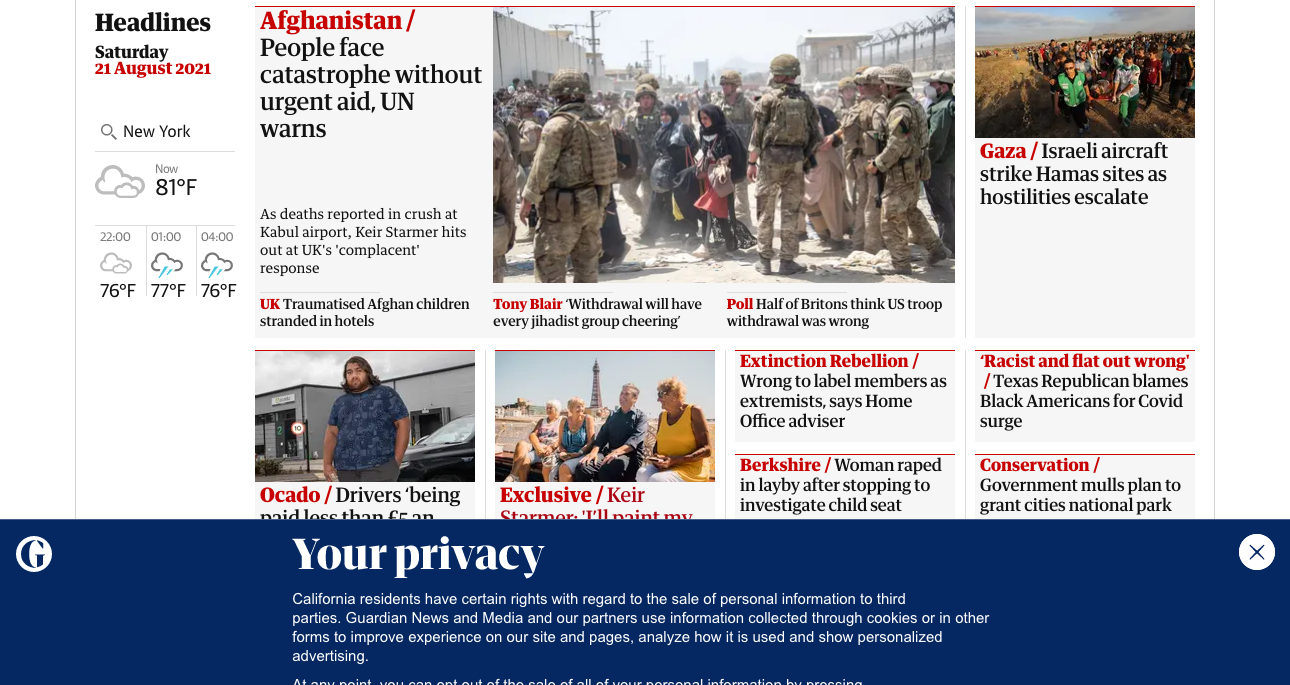 Headlines
Saturday
21 August 2021
New York
Now
81°F
22:00
01:00
04:00
76°F
77°F
76°F
Afghanistan /
People face
catastrophe without
urgent aid, UN
warns
As deaths reported in crush at
Kabul airport, Keir Starmer hits
out at UK's 'complacent'
response
UK Traumatised Afghan children
stranded in hotels
Tony Blair ‘Withdrawal will have
every jihadist group cheering’
Poll Half of Britons think US troop
withdrawal was wrong
Gaza / Israeli aircraft
strike Hamas sites as
hostilities escalate
10
Ocado / Drivers ‘being
paid less than £5 an
Exclusive / Keir
Starmer: 'I'll paint my
Extinction Rebellion /
Wrong to label members as
extremists, says Home
Office adviser
‘Racist and flat out wrong'
/ Texas Republican blames
Black Americans for Covid
surge
Berkshire / Woman raped
in layby after stopping to
investigate child seat
Conservation /
Government mulls plan to
grant cities national park
G
Your privacy
California residents have certain rights with regard to the sale of personal information to third
parties. Guardian News and Media and our partners use information collected through cookies or in other
forms to improve experience on our site and pages, analyze how it is used and show personalized
advertising.
At any point, you can opt out of the sale of all of your personal information by pressing